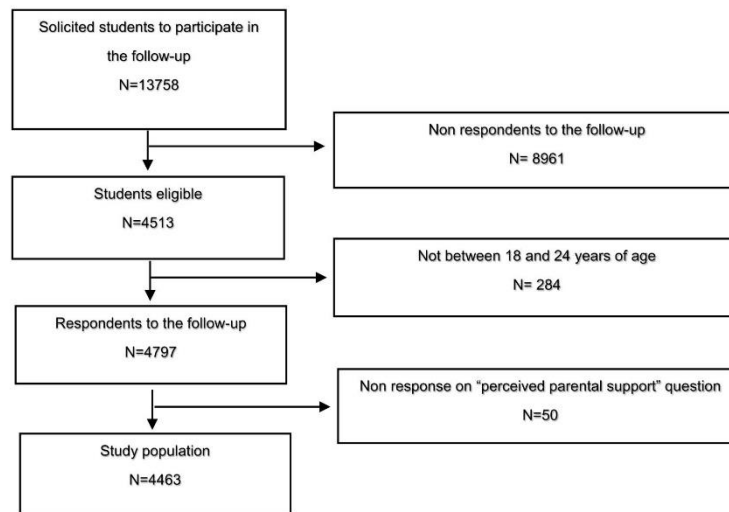 Solicited students to participate in
the follow-up
N=13758
Non respondents to the follow-up
N= 8961
Students eligible
N=4513
Not between 18 and 24 years of age
N= 284
Respondents to the follow-up
N=4797
Non response on “perceived parental support” question
N=50
Study population
N=4463